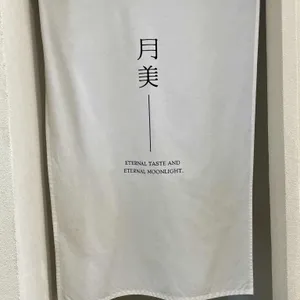 月美
ETERNAL TASTE AND
ETERNAL MOONLIGHT.